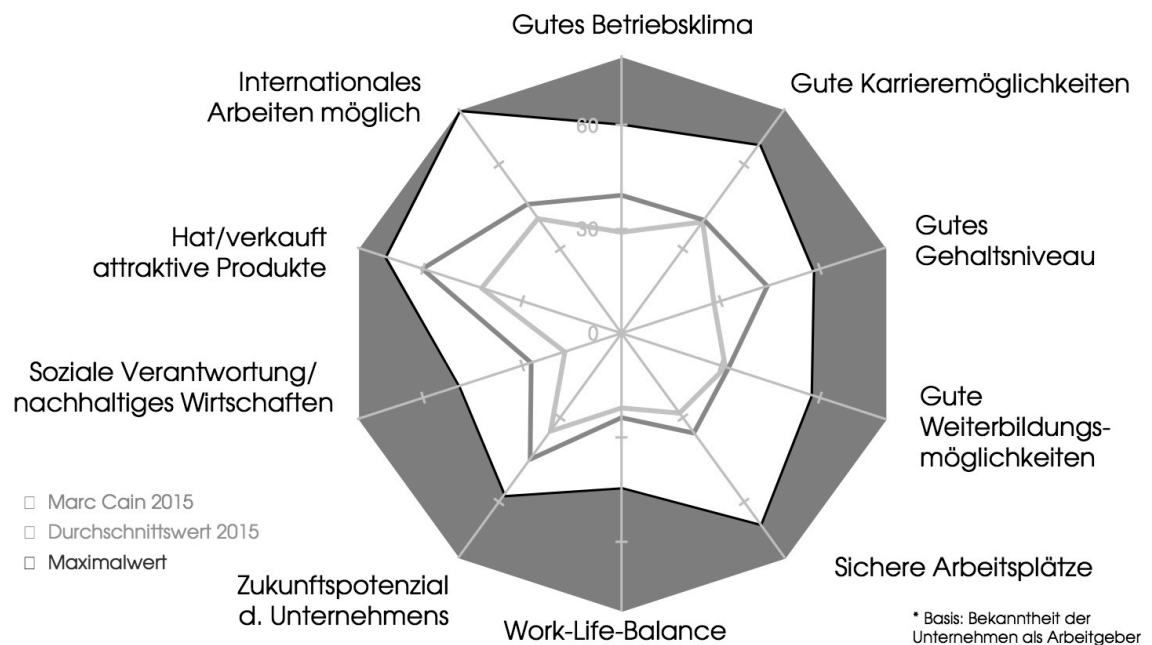 Gutes Betriebsklima
Internationales
Arbeiten möglich
Gute Karrieremöglichkeiten
60
Hat/verkauft
attraktive Produkte
30
Gutes
Gehaltsniveau
0
Soziale Verantwortung/
nachhaltiges Wirtschaften
Gute
Weiterbildungs-
möglichkeiten
Marc Cain 2015
Durchschnittswert 2015
Maximalwert
Zukunftspotenzial
d. Unternehmens
Sichere Arbeitsplätze
Work-Life-Balance
* Basis: Bekanntheit der
Unternehmen als Arbeitgeber